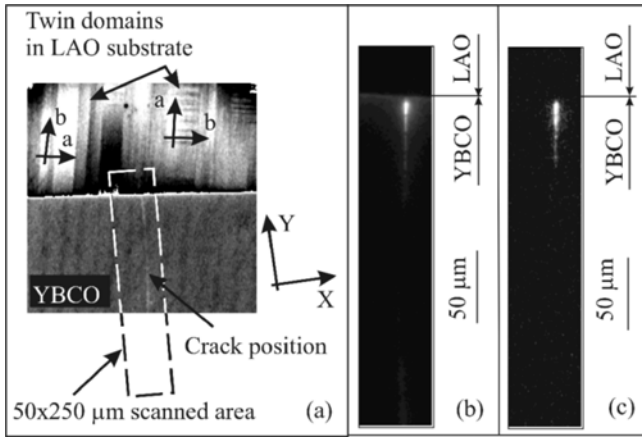 Twin domains
in LAO substrate
b
a
a
b
YBCO
Y
X
Crack position
50x250 µm scanned area
(a)
LAO
YBCO
50 µm
(b)
LAO
YBCO
50 µm
(c)